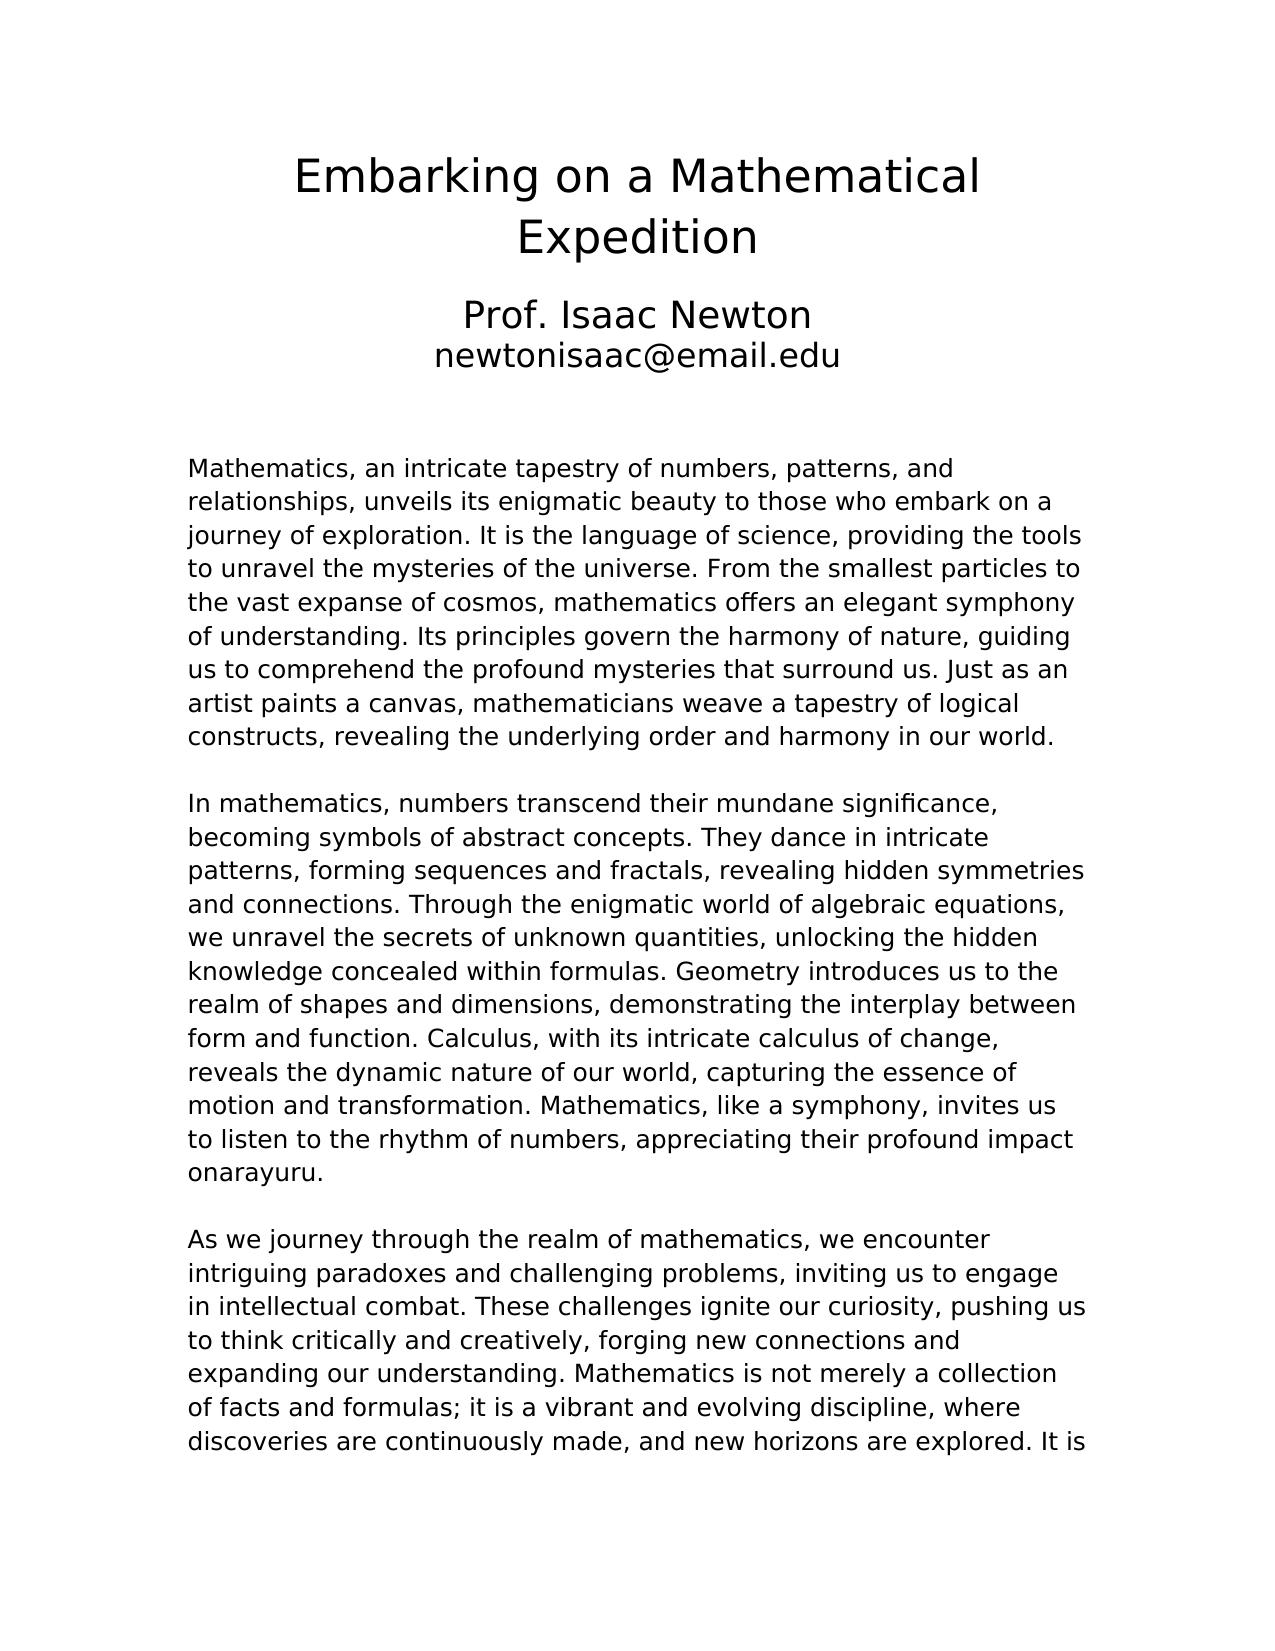 Embarking on a Mathematical
Expedition
Prof. Isaac Newton
newtonisaac@email.edu
Mathematics, an intricate tapestry of numbers, patterns, and
relationships, unveils its enigmatic beauty to those who embark on a
journey of exploration. It is the language of science, providing the tools
to unravel the mysteries of the universe. From the smallest particles to
the vast expanse of cosmos, mathematics offers an elegant symphony
of understanding. Its principles govern the harmony of nature, guiding
us to comprehend the profound mysteries that surround us. Just as an
artist paints a canvas, mathematicians weave a tapestry of logical
constructs, revealing the underlying order and harmony in our world.
In mathematics, numbers transcend their mundane significance,
becoming symbols of abstract concepts. They dance in intricate
patterns, forming sequences and fractals, revealing hidden symmetries
and connections. Through the enigmatic world of algebraic equations,
we unravel the secrets of unknown quantities, unlocking the hidden
knowledge concealed within formulas. Geometry introduces us to the
realm of shapes and dimensions, demonstrating the interplay between
form and function. Calculus, with its intricate calculus of change,
reveals the dynamic nature of our world, capturing the essence of
motion and transformation. Mathematics, like a symphony, invites us
to listen to the rhythm of numbers, appreciating their profound impact
onarayuru.
As we journey through the realm of mathematics, we encounter
intriguing paradoxes and challenging problems, inviting us to engage
in intellectual combat. These challenges ignite our curiosity, pushing us
to think critically and creatively, forging new connections and
expanding our understanding. Mathematics is not merely a collection
of facts and formulas; it is a vibrant and evolving discipline, where
discoveries are continuously made, and new horizons are explored. It is